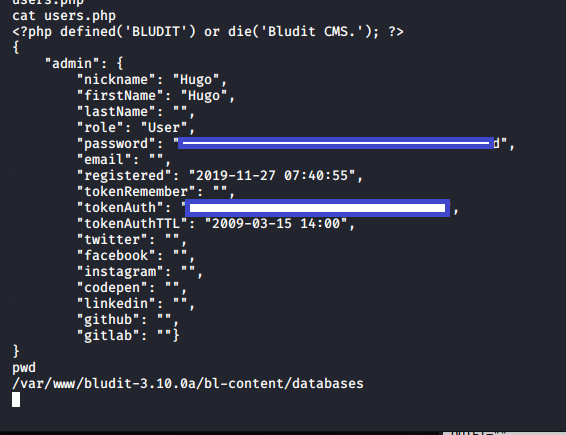 users.php
cat users.php
<?php defined('BLUDIT') or die('Bludit CMS.'); ?>
{
    "admin": {
        "nickname": "Hugo",
        "firstName": "Hugo",
        "lastName": "",
        "role": "User",
        "password": "d",
        "email": "",
        "registered": "2019-11-27 07:40:55",
        "tokenRemember": "",
        "tokenAuth": ",
        "tokenAuthTTL": "2009-03-15 14:00",
        "twitter": "",
        "facebook": "",
        "instagram": "",
        "codepen": "",
        "linkedin": "",
        "github": "",
        "gitlab": ""}
}
pwd
/var/www/bludit-3.10.0a/bl-content/databases